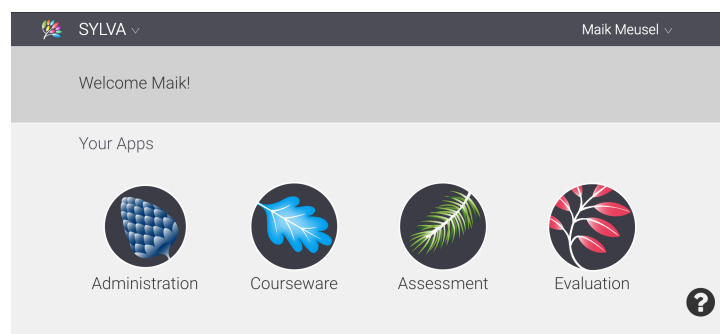 SYLVA
Maik Meusel
Welcome Maik!
Your Apps
Administration
Courseware
Assessment
Evaluation
?